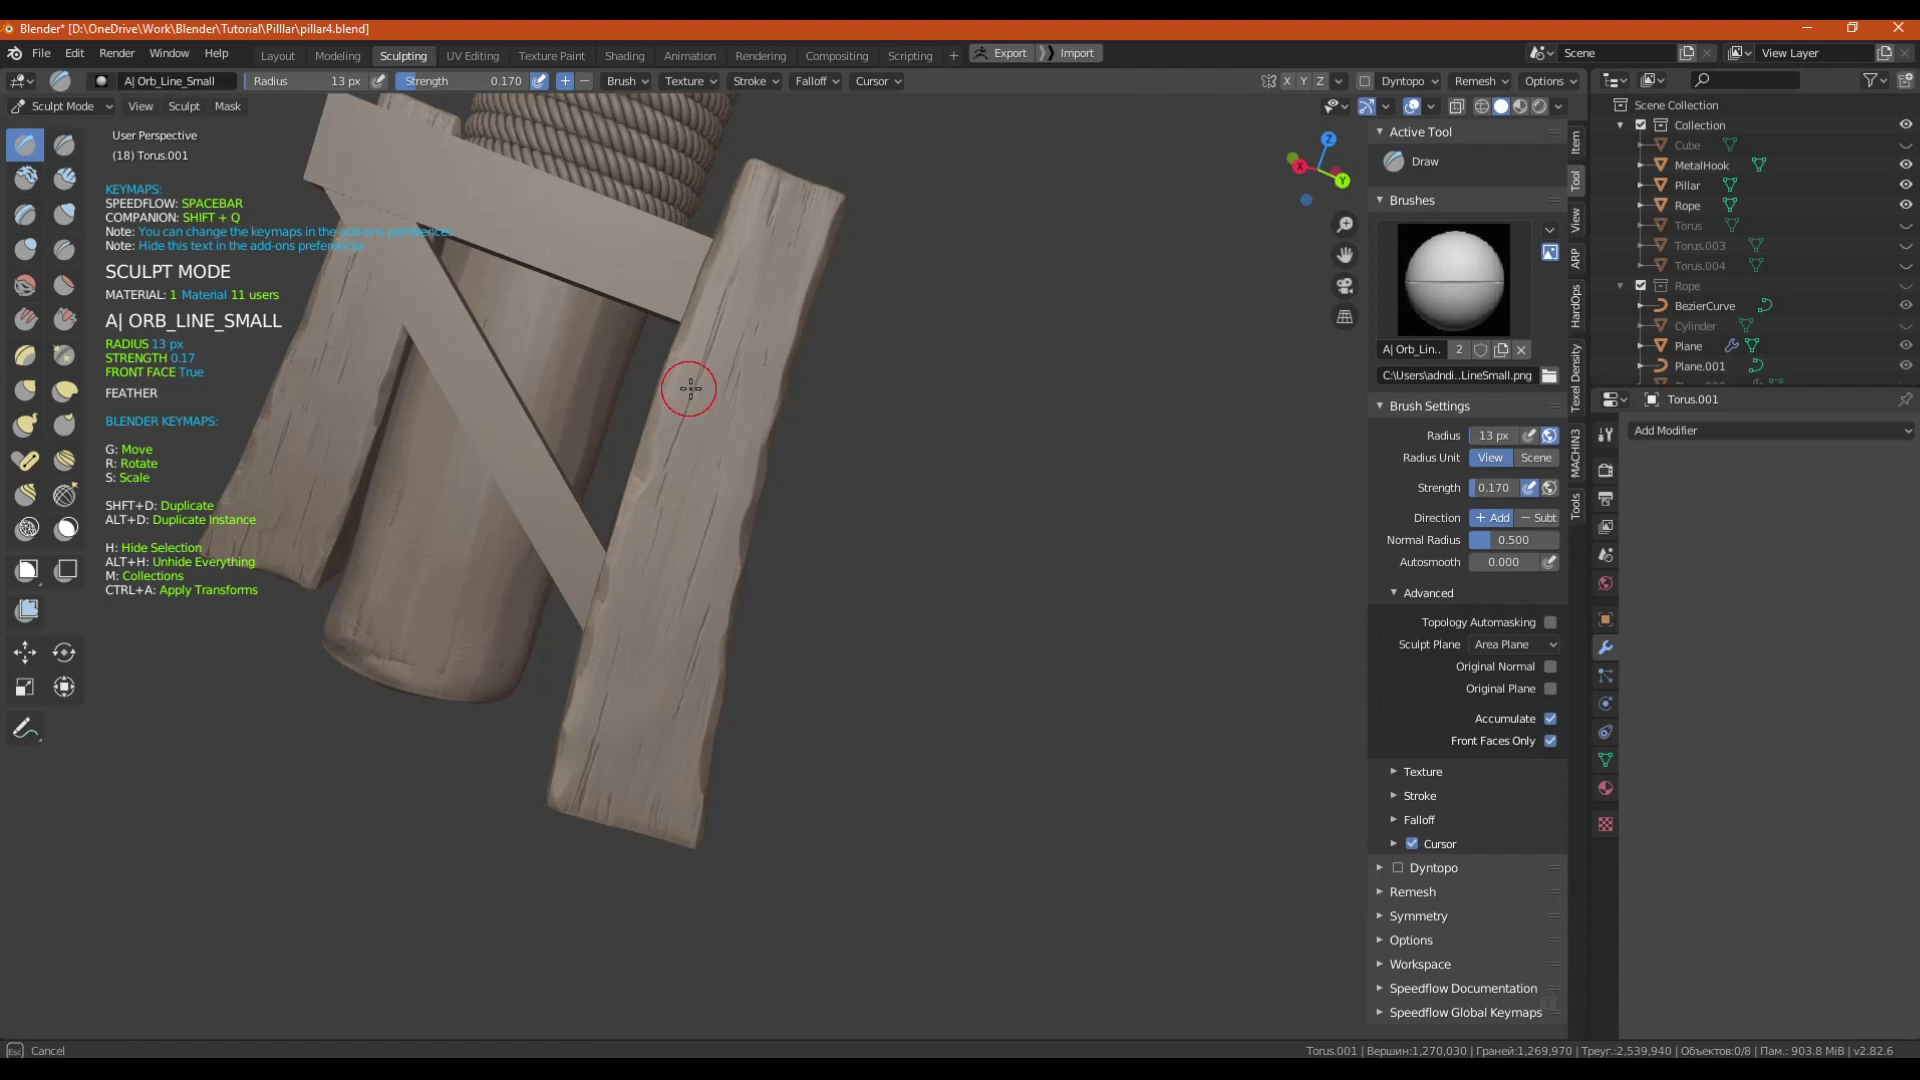 Blender* [D:\OneDrive\Work\Blender\Tutorial\Pilllar\pillar4.blend]
File Edit Render Window Help
Layout Modeling Sculpting UV Editing Texture Paint Shading Animation Rendering Compositing Scripting + Export Import
Scene View Layer
A| Orb_Line_Small Radius 13 px Strength 0.170 Brush Texture Stroke Falloff Cursor X Y Z Dyntopo Remesh Options
Sculpt Mode View Sculpt Mask
User Perspective
(18) Torus.001
KEYMAPS:
SPEEDFLOW: SPACEBAR
COMPANION: SHIFT + Q
Note: You can change the keymaps in the add-ons preferences
Note: Hide this text in the add-ons preferences
SCULPT MODE
MATERIAL: 1 Material 11 users
A| ORB_LINE_SMALL
RADIUS 13 px
STRENGTH 0.17
FRONT FACE True
FEATHER
BLENDER KEYMAPS:
G: Move
R: Rotate
S: Scale
SHIFT+D: Duplicate
ALT+D: Duplicate Instance
H: Hide Selection
ALT+H: Unhide Everything
M: Collections
CTRL+A: Apply Transforms
Z
X
Y
Active Tool
Draw
Brushes
A| Orb_Lin.. 2
C:\Users\adndi..LineSmall.png
Brush Settings
Radius 13 px
Radius Unit View Scene
Strength 0.170
Direction + Add − Subt
Normal Radius 0.500
Autosmooth 0.000
Advanced
Topology Automasking
Sculpt Plane Area Plane
Original Normal
Original Plane
Accumulate
Front Faces Only
Texture
Stroke
Falloff
Cursor
Dyntopo
Remesh
Symmetry
Options
Workspace
Speedflow Documentation
Speedflow Global Keymaps
Item
Tool
View
ARP
HardOps
Texel Density
MACHIN3
Tools
Scene Collection
Collection
Cube
MetalHook
Pillar
Rope
Torus
Torus.003
Torus.004
Rope
BezierCurve
Cylinder
Plane
Plane.001
Torus.001
Add Modifier
Esc Cancel
Torus.001 | Вершин:1,270,030 | Граней:1,269,970 | Треуг.:2,539,940 | Объектов:0/8 | Пам.: 903.8 MiB | v2.82.6